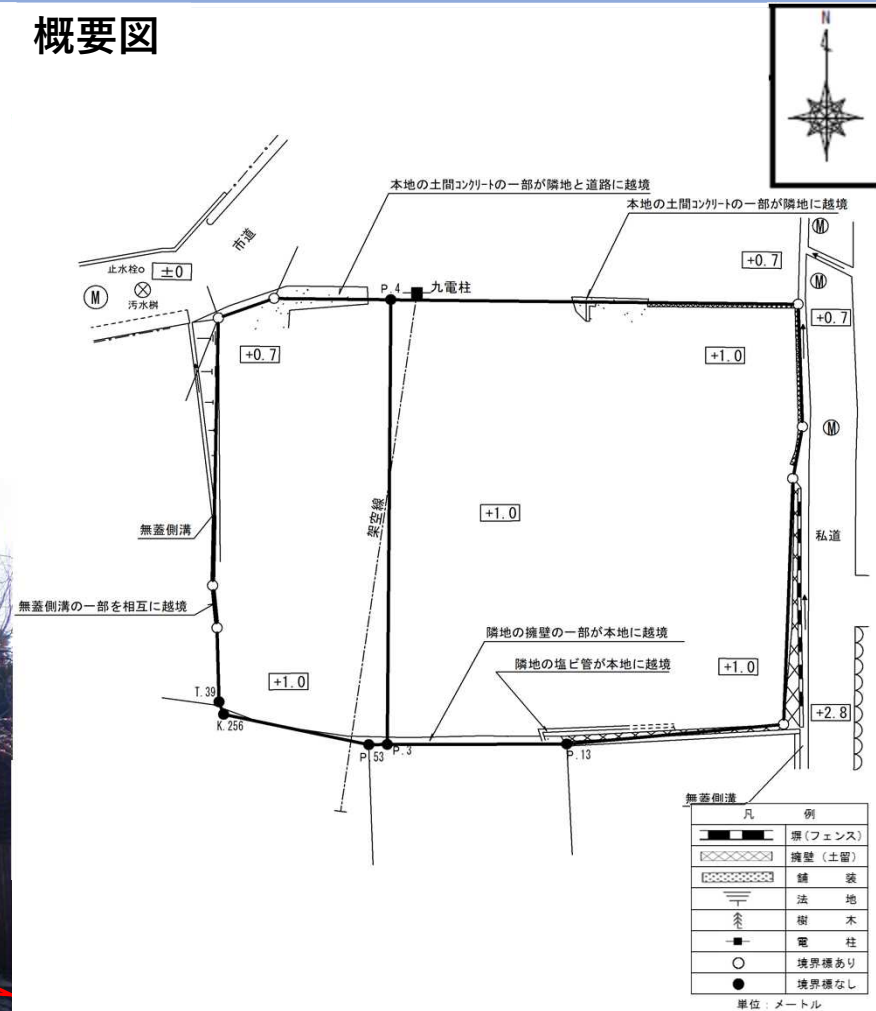 概要図
N
本地の土間コンクリートの一部が隣地と道路に越境
本地の土間コンクリートの一部が隣地に越境
市道
止水栓
±0
M
汚水桝
P.4
九電柱
+0.7
M
M
+0.7
+0.7
+1.0
M
架空線
+1.0
無蓋側溝
私道
無蓋側溝の一部を相互に越境
隣地の擁壁の一部が本地に越境
隣地の塩ビ管が本地に越境
+1.0
+1.0
T.39
K.256
+2.8
P.53
P.3
P.13
無蓋側溝
凡 例
塀(フェンス)
擁壁(土留)
舗 装
法 地
樹 木
電 柱
境界標あり
境界標なし
単位:メートル